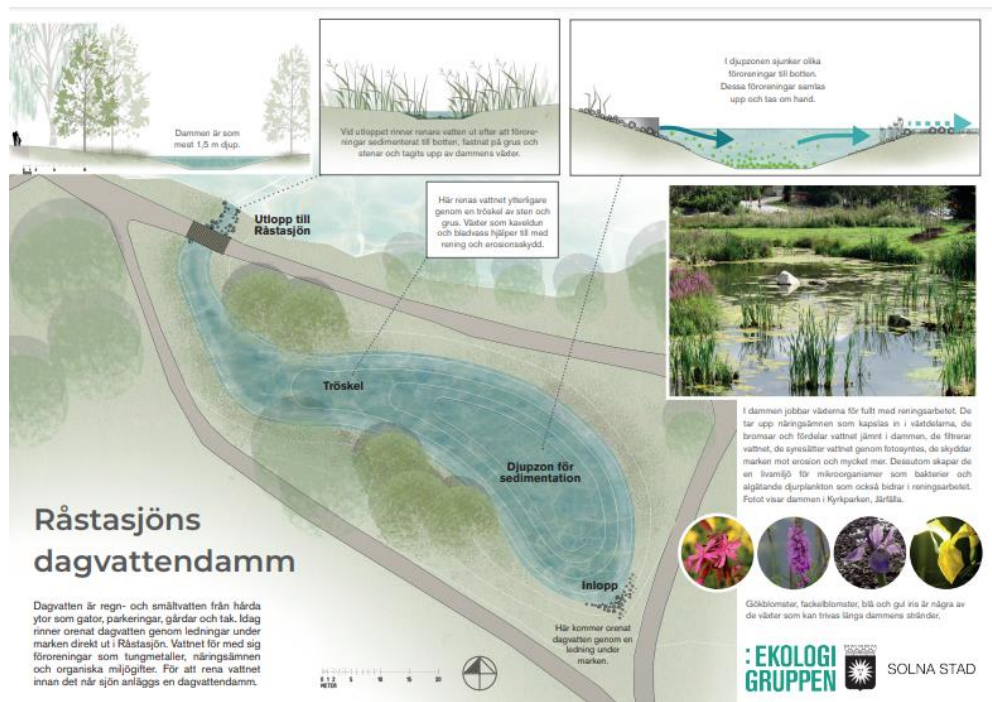 Dammen är som
mest 1,5 m djup.
Vid utloppet rinner renare vatten ut efter att förore-
ningar sedimenterat till botten, fastnat på grus och
stenar och tagits upp av dammens växter.
I djupzonen sjunker olika
föroreningar till botten.
Dessa föroreningar samlas
upp och tas om hand.
Utlopp till
Råstasjön
Här renas vattnet ytterligare
genom en tröskel av sten och
grus. Växter som kaveldun
och bladvass hjälper till med
rening och erosionsskydd.
Tröskel
Djupzon för
sedimentation
Inlopp
Här kommer orenat
dagvatten genom en
ledning under
marken.
Råstasjöns
dagvattendamm
Dagvatten är regn- och smältvatten från hårda
ytor som gator, parkeringar, gårdar och tak. Idag
rinner orenat dagvatten genom ledningar under
marken direkt ut i Råstasjön. Vattnet för med sig
föroreningar som tungmetaller, näringsämnen
och organiska miljögifter. För att rena vattnet
innan det når sjön anläggs en dagvattendamm.
0 1 2 5 10 15 20
METER
I dammen jobbar växterna för fullt med reningsarbetet. De
tar upp näringsämnen som kapslas in i växtdelarna, de
bromsar och fördelar vattnet jämnt i dammen, de filtrerar
vattnet, de syresätter vattnet genom fotosyntes, de skyddar
marken mot erosion och mycket mer. Dessutom skapar de
en livsmiljö för mikroorganismer som bakterier och
algätande djurplankton som också bidrar i reningsarbetet.
Fotot visar dammen i Kyrkparken, Järfälla.
Gökblomster, fackelblomster, blå och gul iris är några av
de växter som kan trivas längs dammens stränder.
:EKOLOGI
GRUPPEN
SOLNA STAD